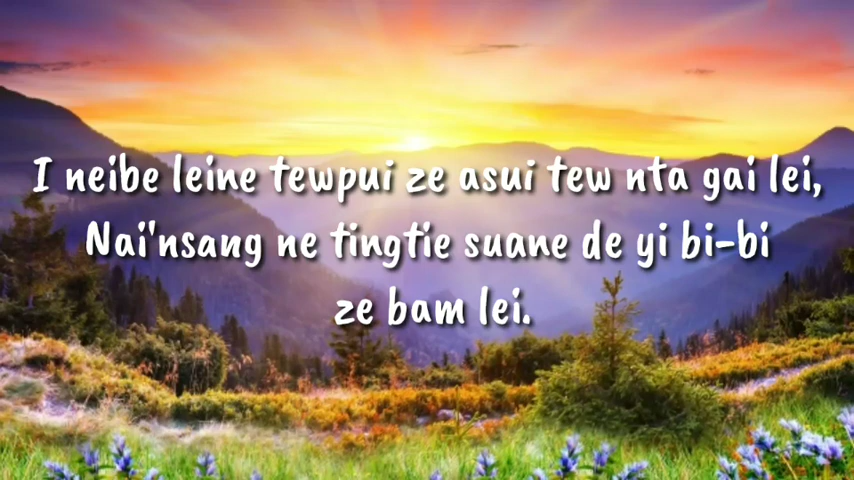 I neibe leine tewpui ze asui tew nta gai lei,
Nai'nsang ne tingtie suane de yi bi-bi
ze bam lei.